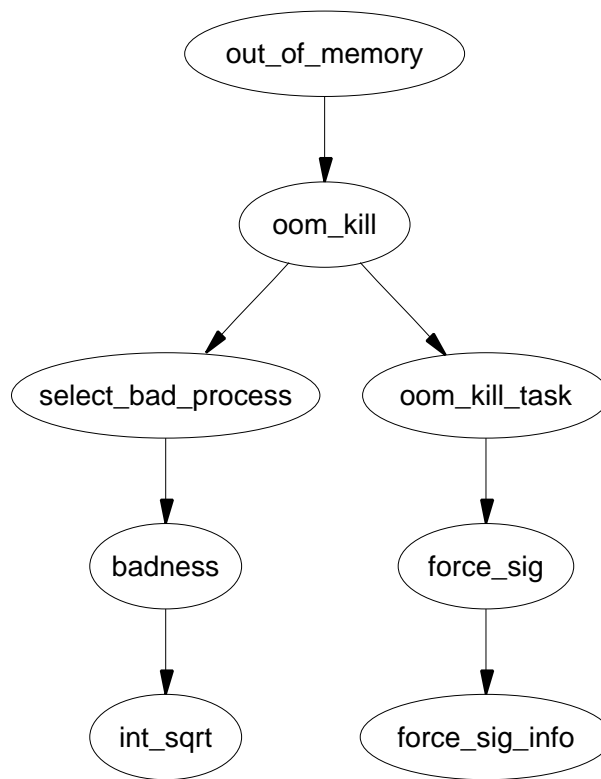 out_of_memory
oom_kill
select_bad_process
oom_kill_task
badness
force_sig
int_sqrt
force_sig_info